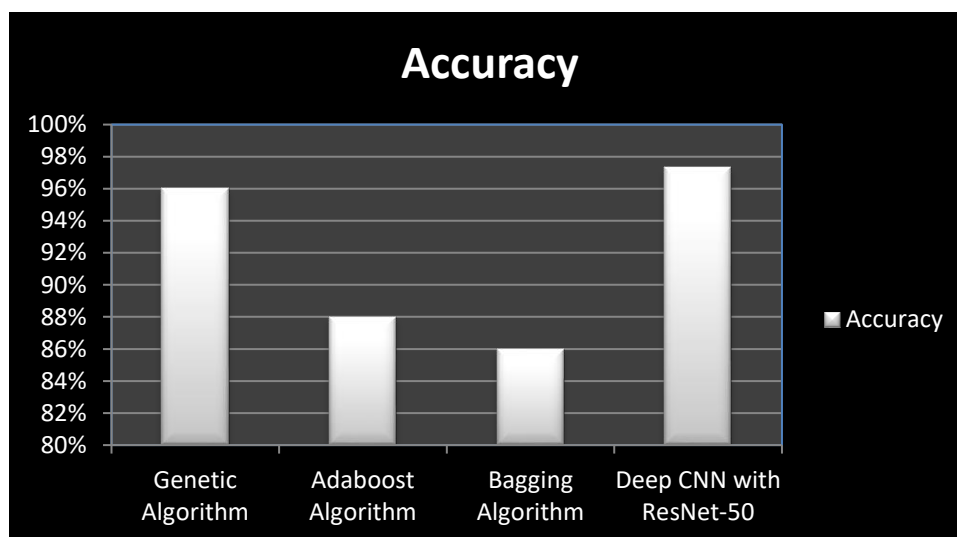 Accuracy
100%
98%
96%
94%
92%
90%
88%
86%
84%
82%
80%
Genetic
Algorithm
Adaboost
Algorithm
Bagging
Algorithm
Deep CNN with
ResNet-50
Accuracy